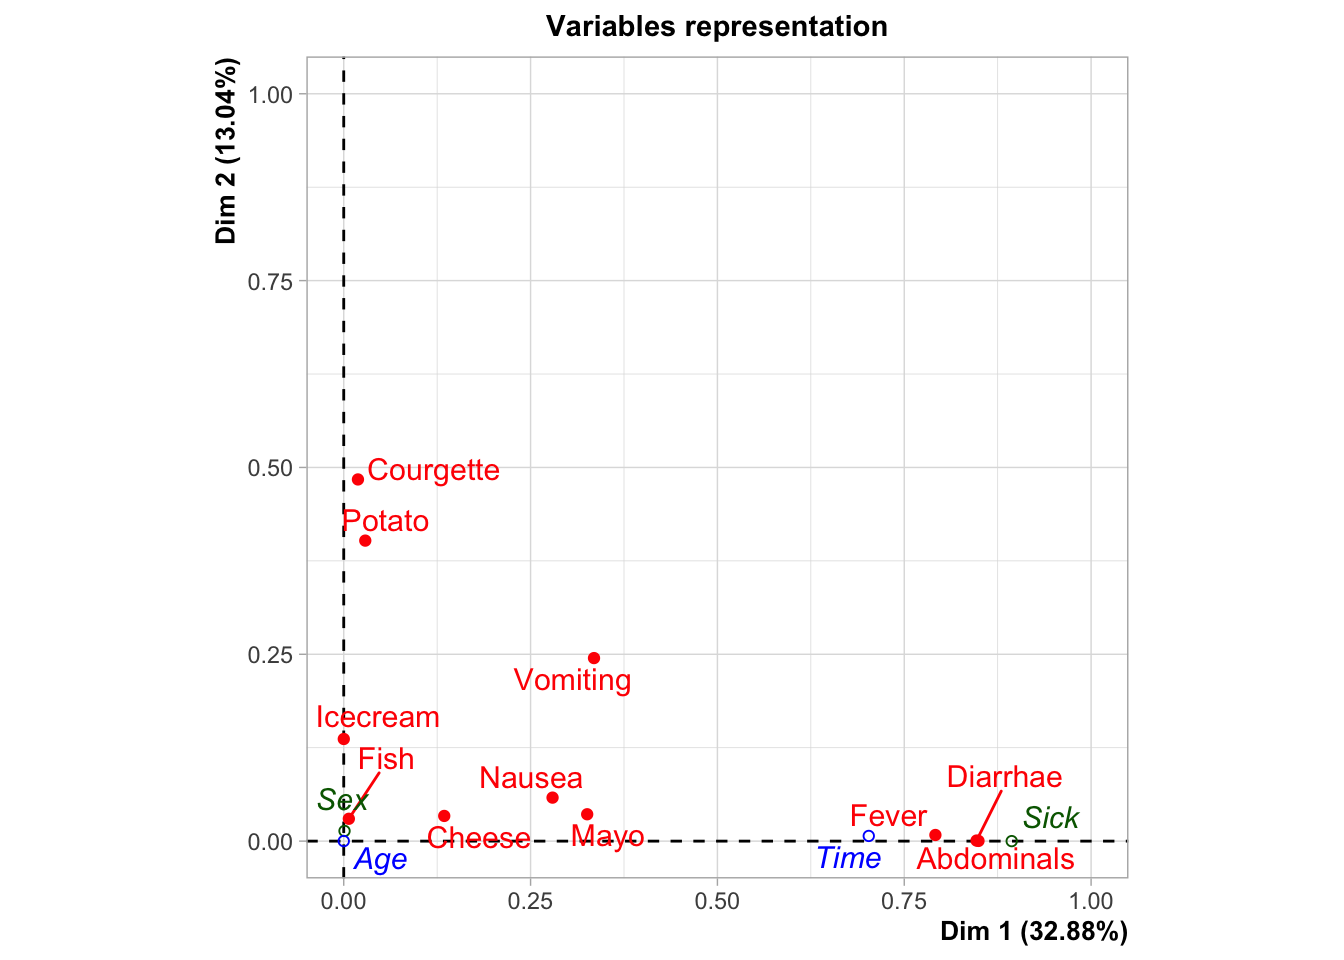 Variables representation
Dim 2 (13.04%)
1.00
0.75
0.50
0.25
0.00
Courgette
Potato
Vomiting
Icecream
Fish
Sex
Nausea
Diarrhae
Fever
Sick
Cheese
Mayo
Age
Time
Abdominals
0.00 0.25 0.50 0.75 1.00
Dim 1 (32.88%)